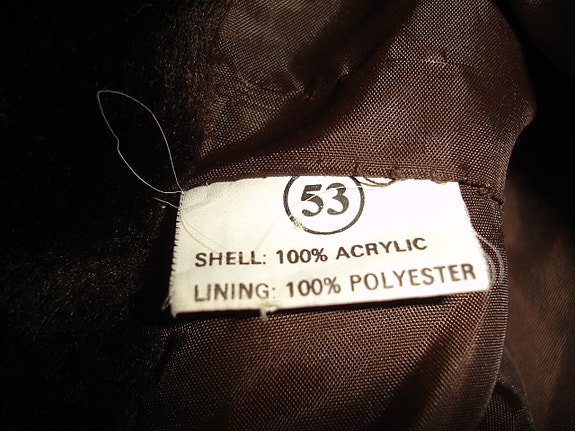 53
SHELL: 100% ACRYLIC
LINING: 100% POLYESTER